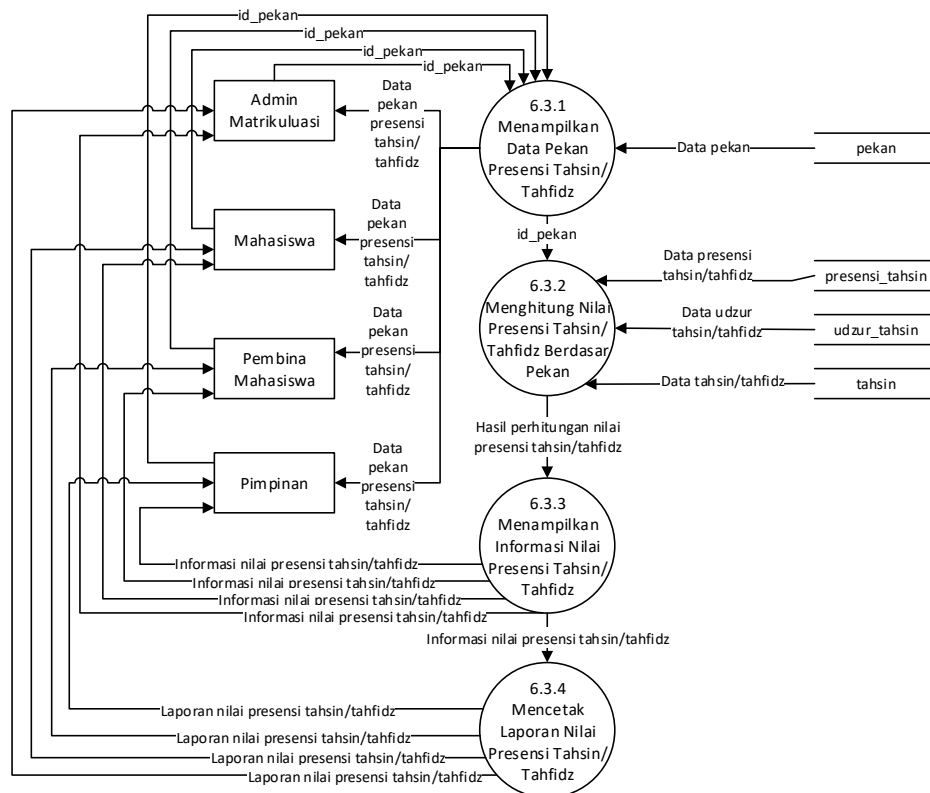 id_pekan
id_pekan
id_pekan
id_pekan
Admin
Matrikuluasi
Data
pekan
presensi
tahsin/
tahfidz
6.3.1
Menampilkan
Data Pekan
Presensi Tahsin/
Tahfidz
Data pekan
pekan
Mahasiswa
Data
pekan
presensi
tahsin/
tahfidz
id_pekan
6.3.2
Menghitung Nilai
Presensi Tahsin/
Tahfidz Berdasar
Pekan
Data presensi
tahsin/tahfidz
presensi_tahsin
Data udzur
tahsin/tahfidz
udzur_tahsin
Data tahsin/tahfidz
tahsin
Pembina
Mahasiswa
Data
pekan
presensi
tahsin/
tahfidz
Hasil perhitungan nilai
presensi tahsin/tahfidz
Pimpinan
Data
pekan
presensi
tahsin/
tahfidz
6.3.3
Menampilkan
Informasi Nilai
Presensi Tahsin/
Tahfidz
Informasi nilai presensi tahsin/tahfidz
Informasi nilai presensi tahsin/tahfidz
Informasi nilai presensi tahsin/tahfidz
Informasi nilai presensi tahsin/tahfidz
Informasi nilai presensi tahsin/tahfidz
6.3.4
Mencetak
Laporan Nilai
Presensi Tahsin/
Tahfidz
Laporan nilai presensi tahsin/tahfidz
Laporan nilai presensi tahsin/tahfidz
Laporan nilai presensi tahsin/tahfidz
Laporan nilai presensi tahsin/tahfidz